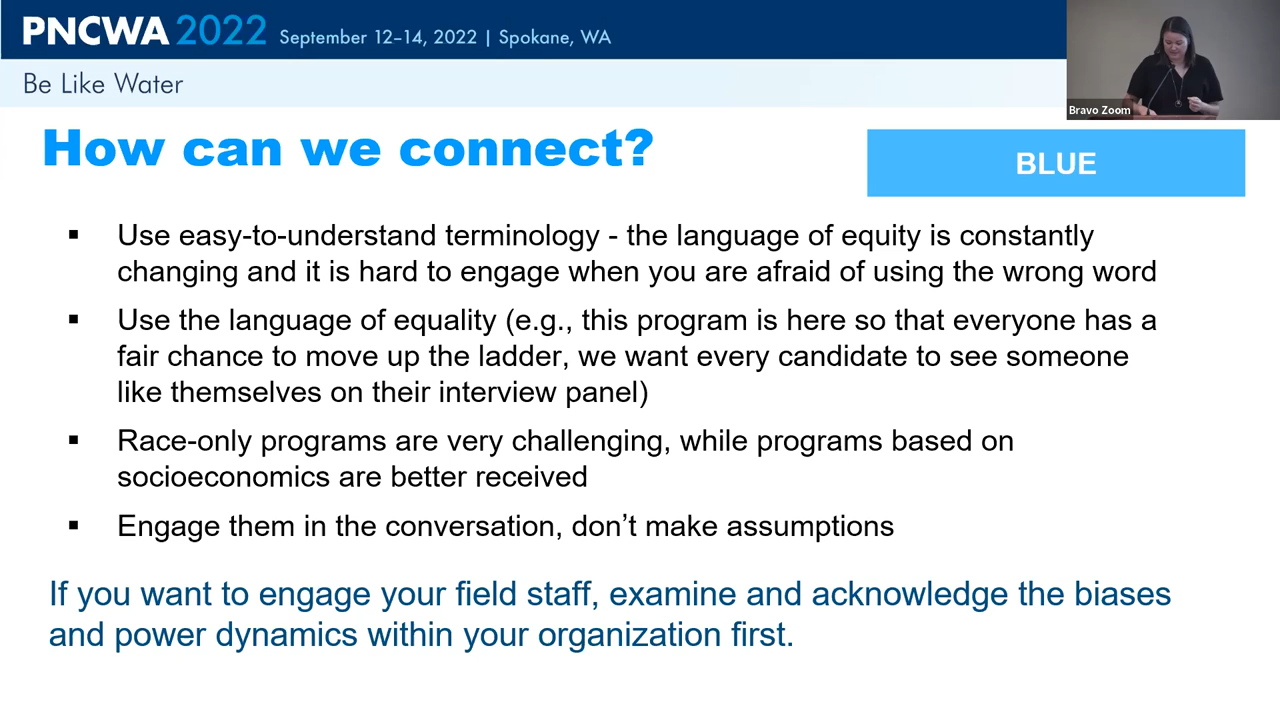 PNCWA 2022 September 12–14, 2022 | Spokane, WA
Be Like Water
Bravo Zoom
How can we connect?
BLUE
▪ Use easy-to-understand terminology - the language of equity is constantly
changing and it is hard to engage when you are afraid of using the wrong word
▪ Use the language of equality (e.g., this program is here so that everyone has a
fair chance to move up the ladder, we want every candidate to see someone
like themselves on their interview panel)
▪ Race-only programs are very challenging, while programs based on
socioeconomics are better received
▪ Engage them in the conversation, don’t make assumptions
If you want to engage your field staff, examine and acknowledge the biases
and power dynamics within your organization first.